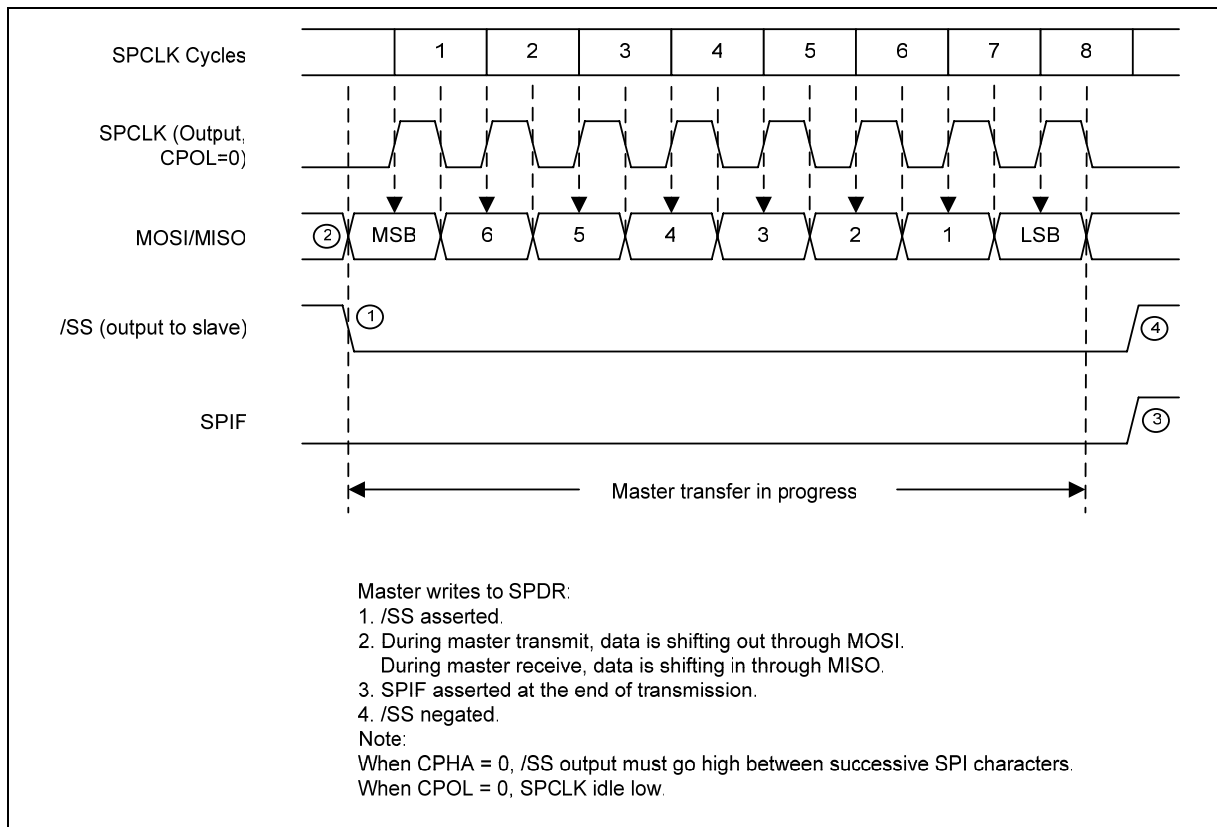 SPCLK Cycles
1 2 3 4 5 6 7 8
SPCLK (Output,
CPOL=0)
MOSI/MISO
2 MSB 6 5 4 3 2 1 LSB
/SS (output to slave)
1
4
SPIF
3
Master transfer in progress
Master writes to SPDR:
1. /SS asserted.
2. During master transmit, data is shifting out through MOSI.
During master receive, data is shifting in through MISO.
3. SPIF asserted at the end of transmission.
4. /SS negated.
Note:
When CPHA = 0, /SS output must go high between successive SPI characters.
When CPOL = 0, SPCLK idle low.